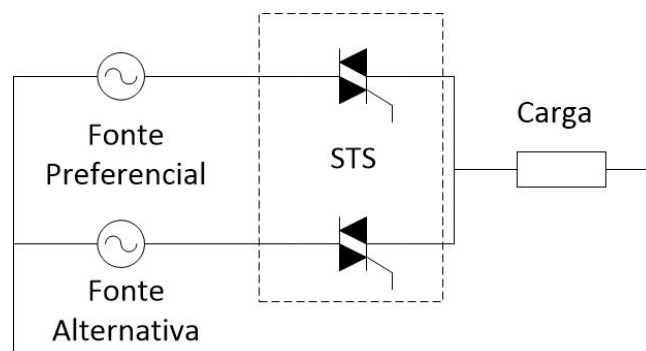 Fonte
Preferencial
STS
Carga
Fonte
Alternativa